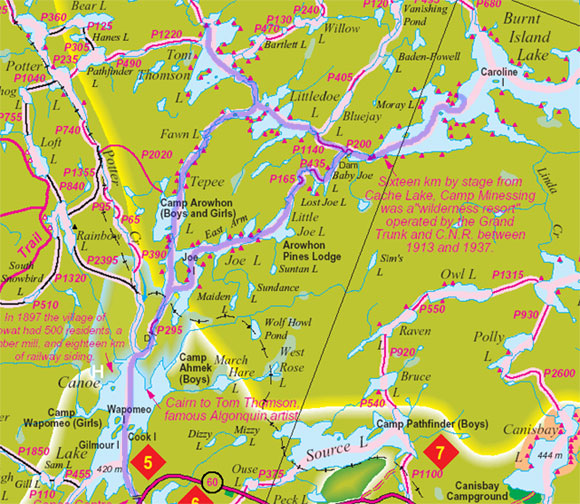 Bear L
P360
P125
Hanes L
P305
P235
P490
Pathfinder
L
P1220
Potter
P1040
P755
P740
Loft
L
P1355
P840
P95
P65
Potter
Cr
P2020
Rainbow
L
P2395
P390
P1320
South
Snowbird L
P510
Trail
Tom
Thomson
L
P240
P130
P470
Bartlett L
Willow
L
P120
Vanishing
Pond
P680
Burnt
Island
Lake
Baden-Powell
L
Caroline
I
P405
Littledoe
L
Moray L
Bluejay
L
Fawn L
P1140
P200
Dam
P435
Baby Joe
L
P165
Tepee
L
Lost Joe L
Little
Joe L
Camp Arowhon
(Boys and Girls)
East Arm
Joe L
Joe
I
Arowhon
Pines Lodge
Suntan L
Sundance
L
Maiden
L
Sixteen km by stage from
Cache Lake, Camp Minessing
was a "wilderness resort"
operated by the Grand
Trunk and C.N.R. between
1913 and 1937.
Linda
Cr
Sim's
L
Owl L
P1315
P550
P930
Raven
L
Polly
L
P920
Bruce
L
P2600
P540
In 1897 the village of
Mowat had 500 residents, a
lumber mill, and eighteen km
of railway siding.
P295
D
H
Wolf Howl
Pond
West
Rose
L
March
Hare
L
Camp
Ahmek
(Boys)
Canoe
L
Cairn to Tom Thomson,
famous Algonquin artist
Camp
Wapomeo (Girls)
Wapomeo
I
Gilmour I
Cook I
Dizzy
L
Mizzy
L
P1850
Lake
Sam
L
P455
Gill L
P110
420 m
5
6
60
Ouse
L
P375
Peck L
Source L
Camp Pathfinder (Boys)
7
P1100
Canisbay
L
444 m
Canisbay
Campground